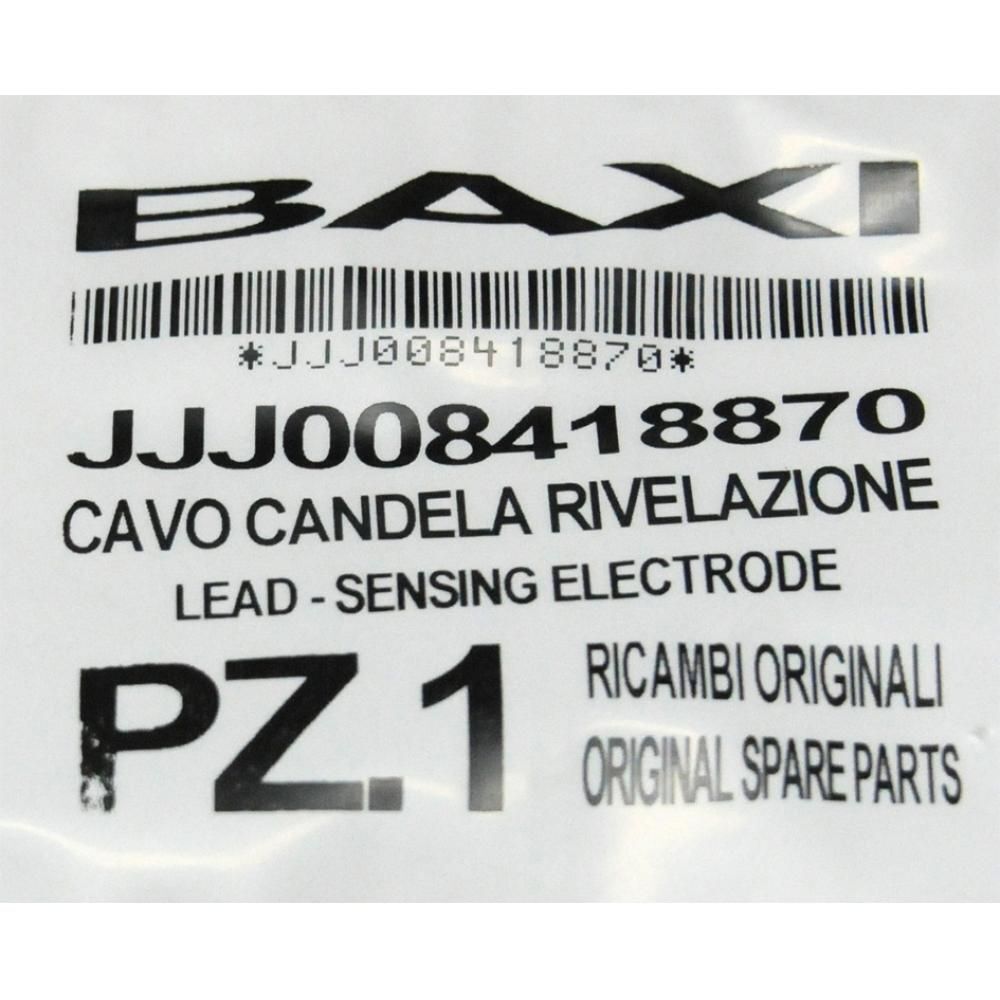 BAXI
*JJJ008418870*
JJJ008418870
CAVO CANDELA RIVELAZIONE
LEAD - SENSING ELECTRODE
PZ.1
RICAMBI ORIGINALI
ORIGINAL SPARE PARTS